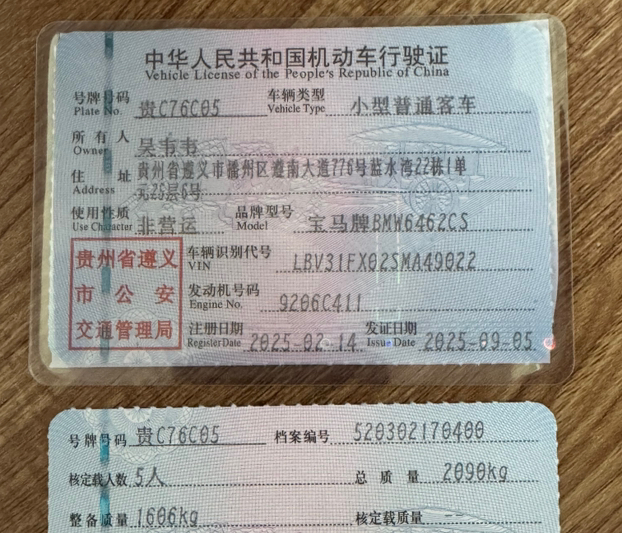 中华人民共和国机动车行驶证
Vehicle License of the People's Republic of China
号牌号码 贵C76C05 车辆类型 小型普通客车
Plate No. Vehicle Type
所有人 吴韦韦
Owner
住址 贵州省遵义市播州区遵南大道776号蓝水湾22栋1单
Address 元25层6号
使用性质 非营运 品牌型号 宝马牌BMW6462CS
Use Character Model
贵州省遵义
市公安
交通管理局
车辆识别代号 LBV31FX02SMA49022
VIN
发动机号码 9206C411
Engine No.
注册日期 2025-02-14 发证日期 2025-09-05
Register Date Issue Date
号牌号码 贵C76C05 档案编号 520302170400
核定载人数 5人 总质量 2090kg
整备质量 1606kg 核定载质量 --